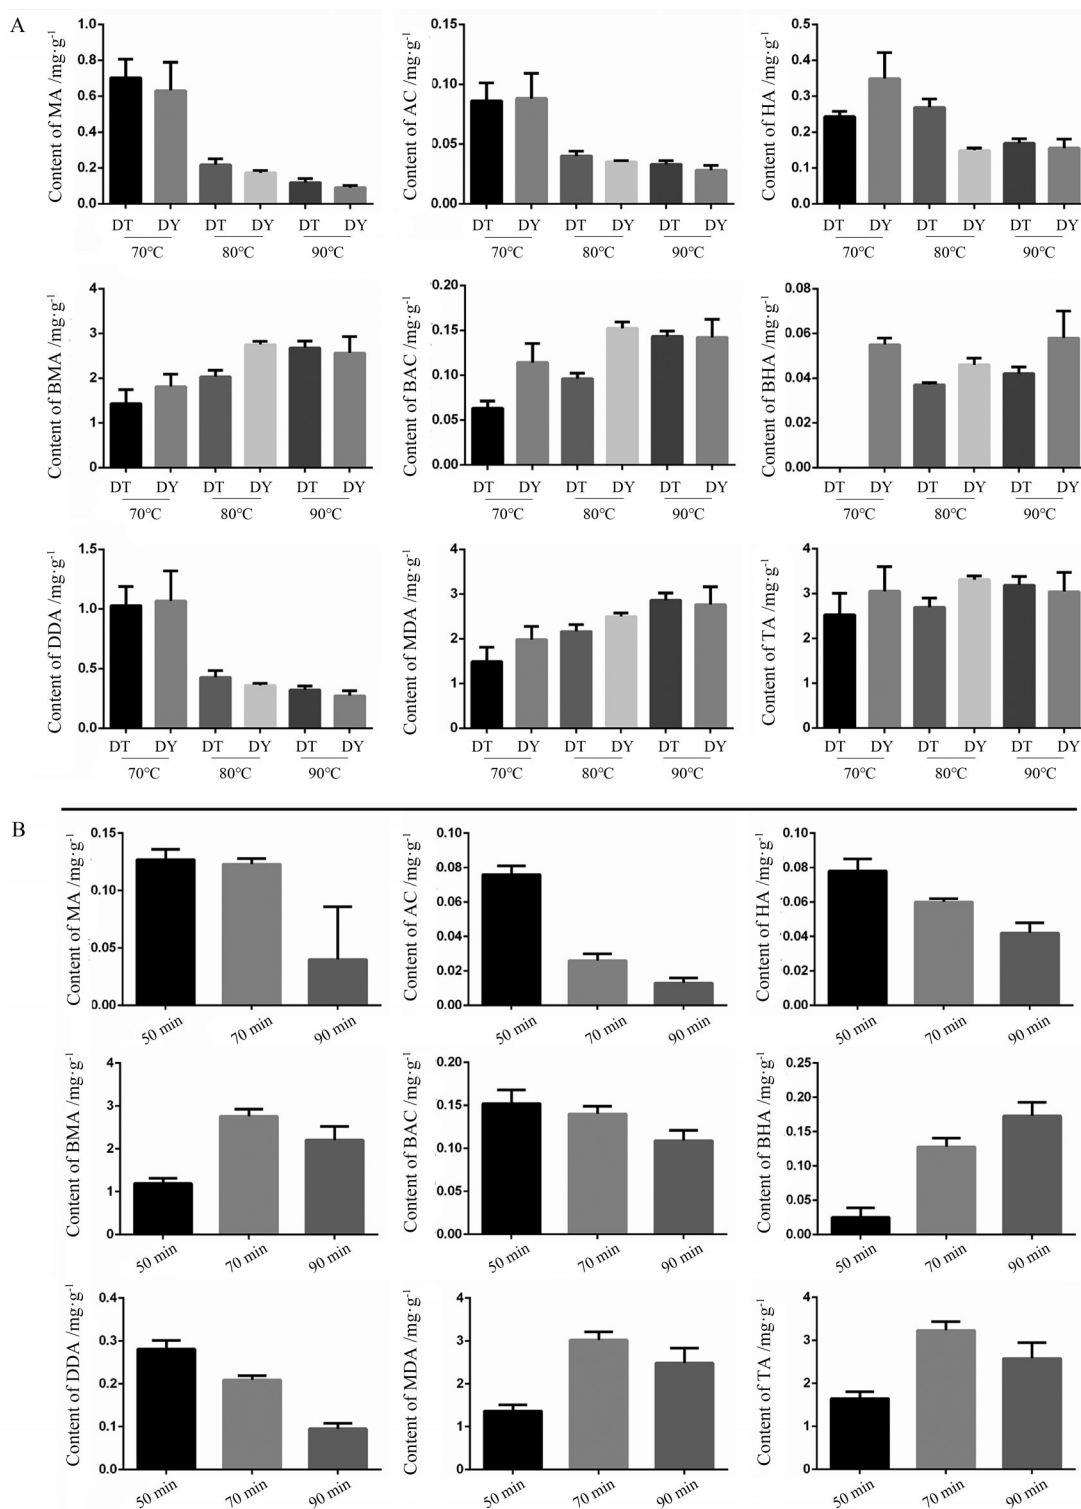 A
Content of MA /mg·g⁻¹
1.0
0.8
0.6
0.4
0.2
0.0
DT DY DT DY DT DY
70°C 80°C 90°C
Content of AC /mg·g⁻¹
0.15
0.10
0.05
0.00
DT DY DT DY DT DY
70°C 80°C 90°C
Content of HA /mg·g⁻¹
0.5
0.4
0.3
0.2
0.1
0.0
DT DY DT DY DT DY
70°C 80°C 90°C
Content of BMA /mg·g⁻¹
4
3
2
1
0
DT DY DT DY DT DY
70°C 80°C 90°C
Content of BAC /mg·g⁻¹
0.20
0.15
0.10
0.05
0.00
DT DY DT DY DT DY
70°C 80°C 90°C
Content of BHA /mg·g⁻¹
0.08
0.06
0.04
0.02
0.00
DT DY DT DY DT DY
70°C 80°C 90°C
Content of DDA /mg·g⁻¹
1.5
1.0
0.5
0.0
DT DY DT DY DT DY
70°C 80°C 90°C
Content of MDA /mg·g⁻¹
4
3
2
1
0
DT DY DT DY DT DY
70°C 80°C 90°C
Content of TA /mg·g⁻¹
4
3
2
1
0
DT DY DT DY DT DY
70°C 80°C 90°C
B
Content of MA /mg·g⁻¹
0.15
0.10
0.05
0.00
50 min 70 min 90 min
Content of AC /mg·g⁻¹
0.10
0.08
0.06
0.04
0.02
0.00
50 min 70 min 90 min
Content of HA /mg·g⁻¹
0.10
0.08
0.06
0.04
0.02
0.00
50 min 70 min 90 min
Content of BMA /mg·g⁻¹
4
3
2
1
0
50 min 70 min 90 min
Content of BAC /mg·g⁻¹
0.20
0.15
0.10
0.05
0.00
50 min 70 min 90 min
Content of BHA /mg·g⁻¹
0.25
0.20
0.15
0.10
0.05
0.00
50 min 70 min 90 min
Content of DDA /mg·g⁻¹
0.4
0.3
0.2
0.1
0.0
50 min 70 min 90 min
Content of MDA /mg·g⁻¹
4
3
2
1
0
50 min 70 min 90 min
Content of TA /mg·g⁻¹
4
3
2
1
0
50 min 70 min 90 min